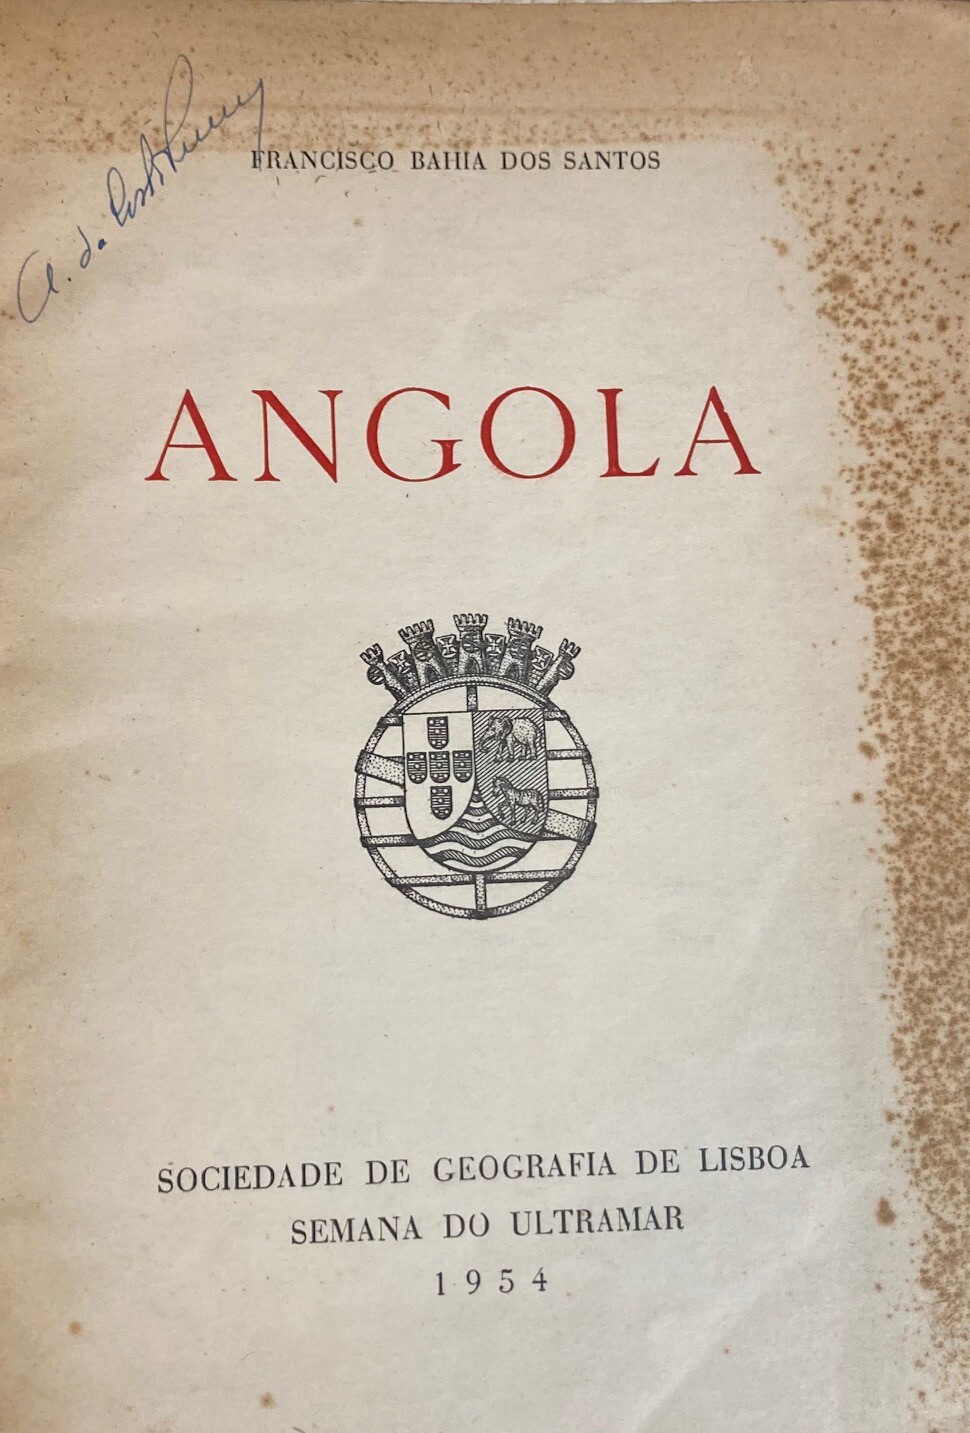 FRANCISCO BAHIA DOS SANTOS
ANGOLA
SOCIEDADE DE GEOGRAFIA DE LISBOA
SEMANA DO ULTRAMAR
1954